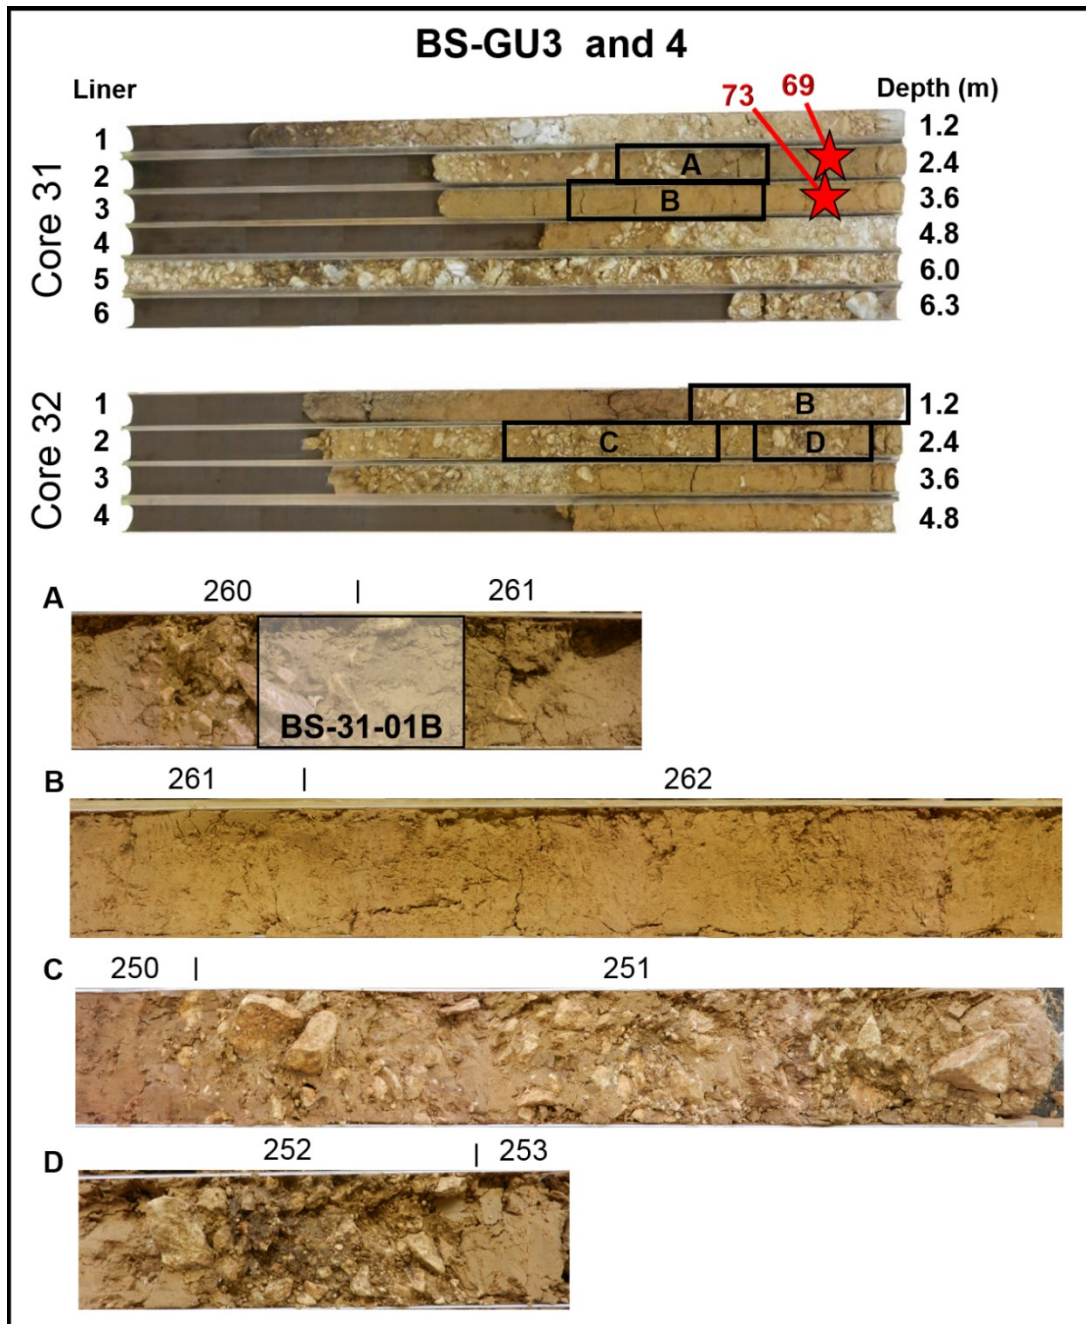 BS-GU3 and 4
Liner
Depth (m)
73
69
Core 31
1
1.2
2
A
2.4
3
B
3.6
4
4.8
5
6.0
6
6.3
Core 32
1
B
1.2
2
C
D
2.4
3
3.6
4
4.8
A
260 | 261
BS-31-01B
B
261 | 262
C
250 | 251
D
252 | 253